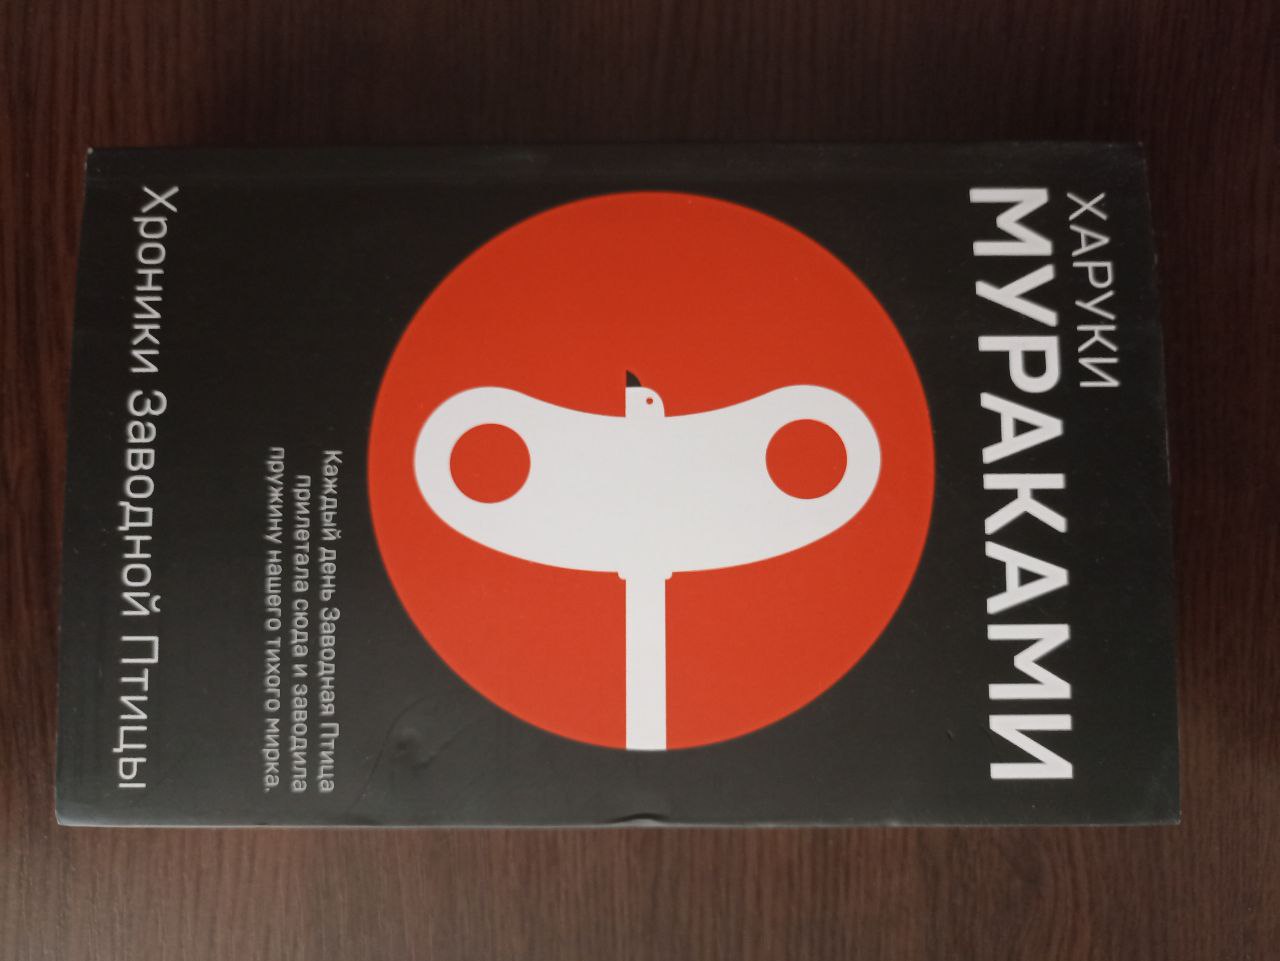 ХАРУКИ
МУРАКАМИ
Каждый день Заводная Птица
прилетала сюда и заводила
пружину нашего тихого мирка.
Хроники Заводной Птицы